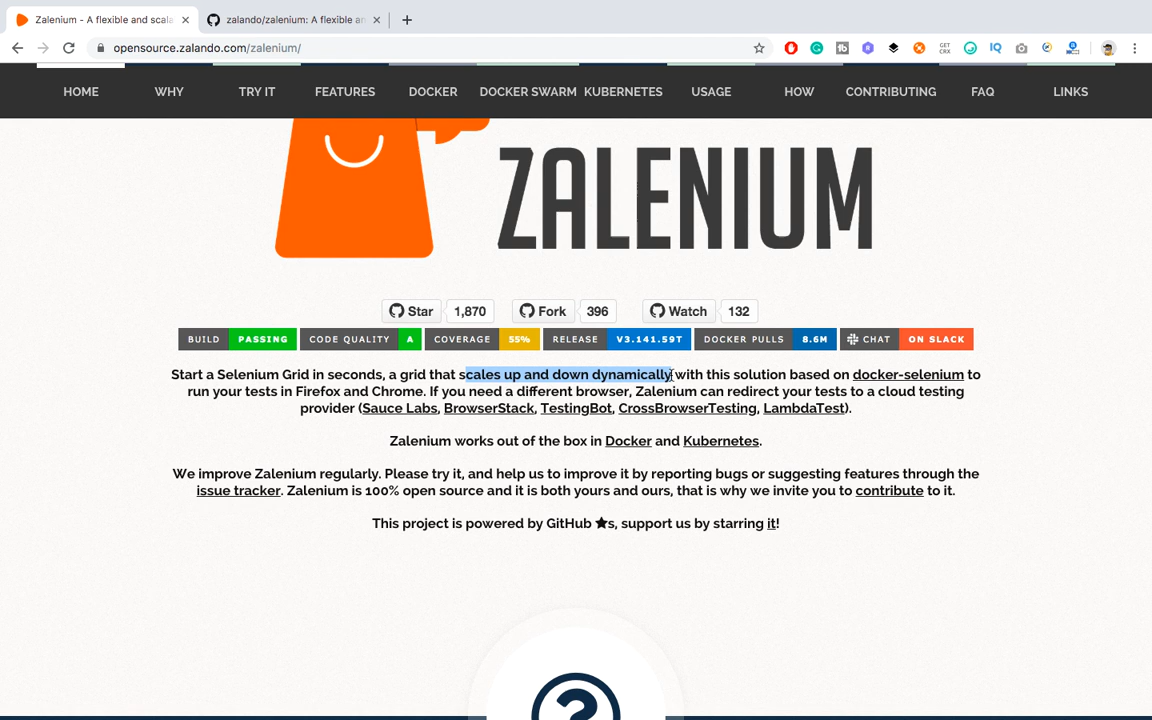 Zalenium - A flexible and scala
zalando/zalenium: A flexible an
opensource.zalando.com/zalenium/
GET CRX
IQ
HOME WHY TRY IT FEATURES DOCKER DOCKER SWARM KUBERNETES USAGE HOW CONTRIBUTING FAQ LINKS
ZALENIUM
Star 1,870 Fork 396 Watch 132
BUILD PASSING CODE QUALITY A COVERAGE 55% RELEASE V3.141.59T DOCKER PULLS 8.6M CHAT ON SLACK
Start a Selenium Grid in seconds, a grid that scales up and down dynamically with this solution based on docker-selenium to
run your tests in Firefox and Chrome. If you need a different browser, Zalenium can redirect your tests to a cloud testing
provider (Sauce Labs, BrowserStack, TestingBot, CrossBrowserTesting, LambdaTest).
Zalenium works out of the box in Docker and Kubernetes.
We improve Zalenium regularly. Please try it, and help us to improve it by reporting bugs or suggesting features through the
issue tracker. Zalenium is 100% open source and it is both yours and ours, that is why we invite you to contribute to it.
This project is powered by GitHub ★s, support us by starring it!